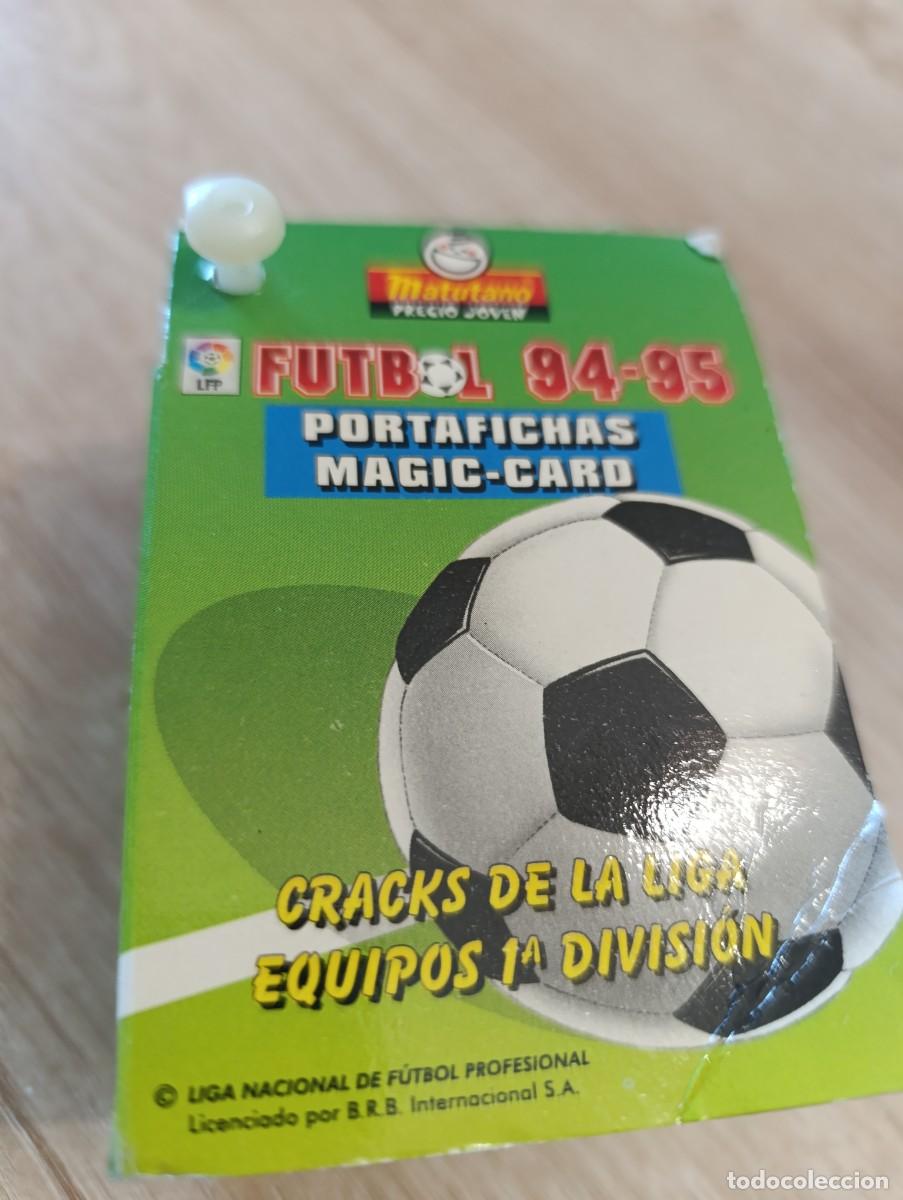 Matutano
PRECIO JOVEN
LFP
FUTBOL 94-95
PORTAFICHAS
MAGIC-CARD
CRACKS DE LA LIGA
EQUIPOS 1ª DIVISIÓN
© LIGA NACIONAL DE FÚTBOL PROFESIONAL
Licenciado por B.R.B. Internacional S.A.
todocoleccion